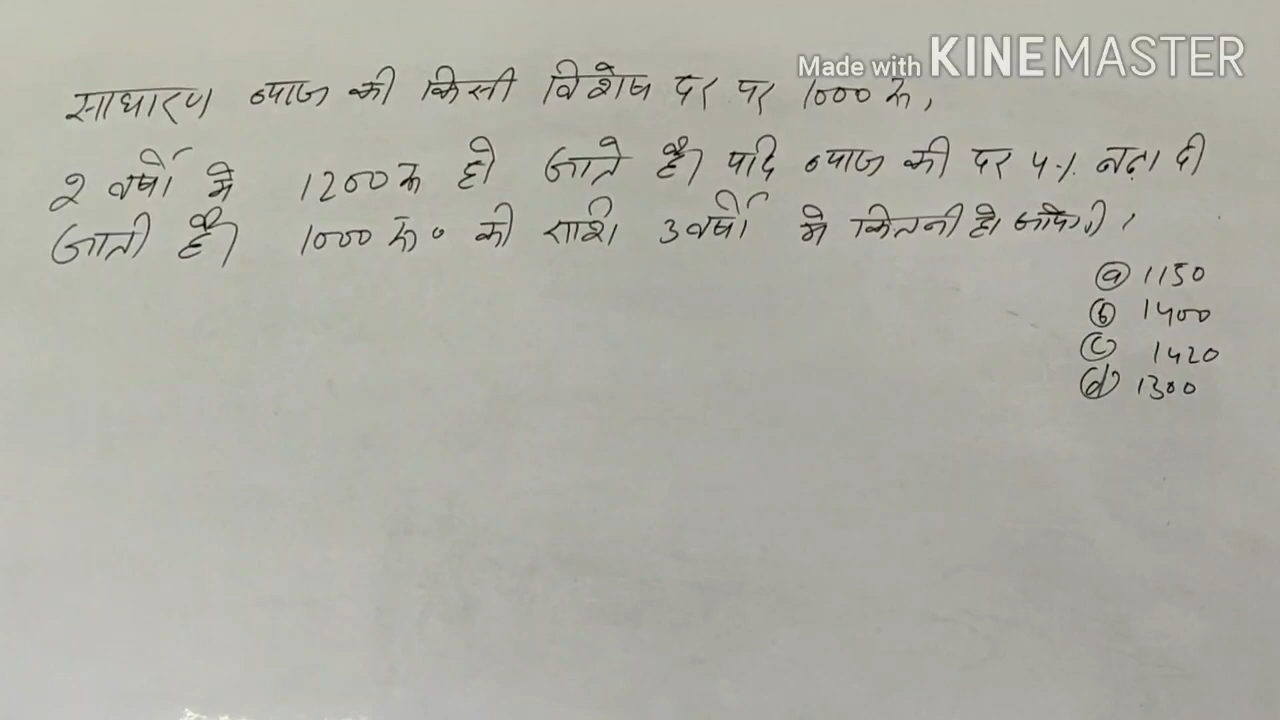 Made with KINEMASTER
साधारण ब्याज की किसी विशेष दर पर 1000 रू,
2 वर्षों मे 1200 रू हो जाते है। यदि ब्याज की दर 4% बढ़ा दी
जाती है। 1000 रू० की राशि 3 वर्षों मे कितनी हो जायेगी,
(a) 1150
(b) 1400
(c) 1420
(d) 1300